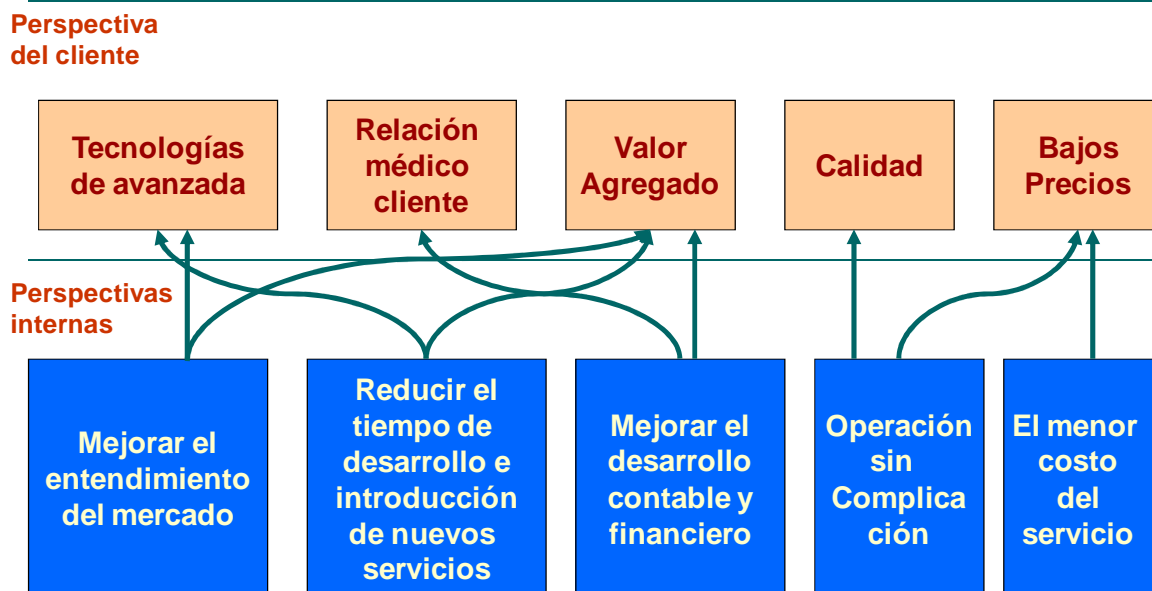 Perspectiva
del cliente
Tecnologías
de avanzada
Relación
médico
cliente
Valor
Agregado
Calidad
Bajos
Precios
Perspectivas
internas
Mejorar el
entendimiento
del mercado
Reducir el
tiempo de
desarrollo e
introducción
de nuevos
servicios
Mejorar el
desarrollo
contable y
financiero
Operación
sin
Complica
ción
El menor
costo
del
servicio